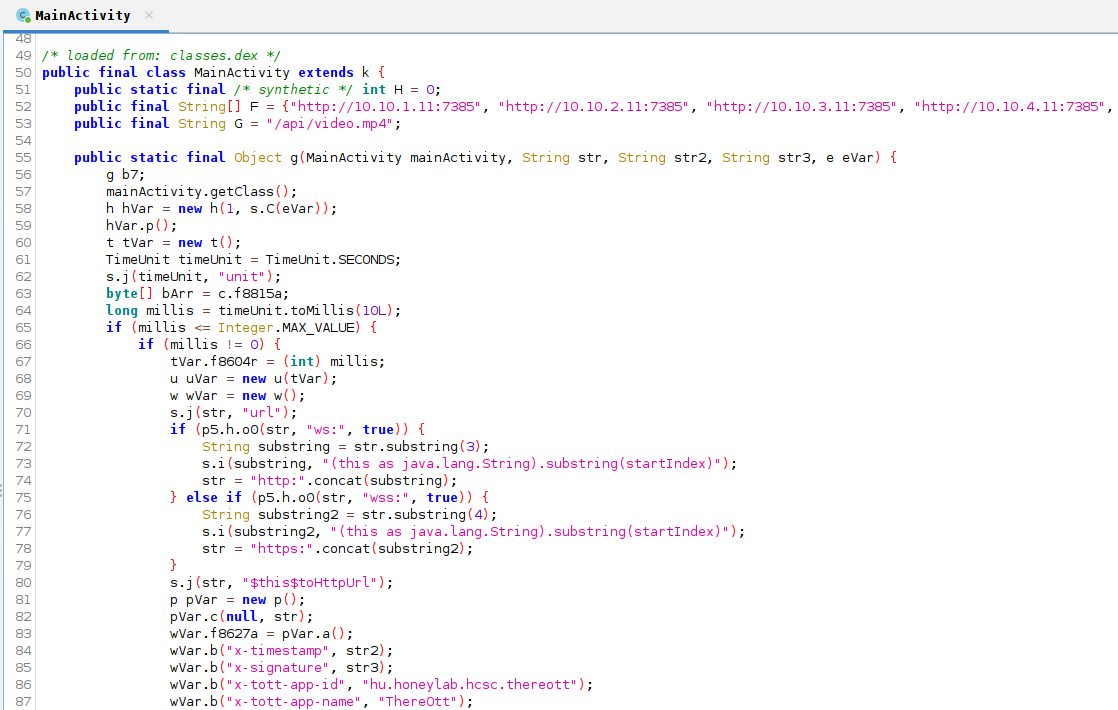 MainActivity
48
49 /* loaded from: classes.dex */
50 public final class MainActivity extends k {
51 public static final /* synthetic */ int H = 0;
52 public final String[] F = {"http://10.10.1.11:7385", "http://10.10.2.11:7385", "http://10.10.3.11:7385", "http://10.10.4.11:7385",
53 public final String G = "/api/video.mp4";
54
55 public static final Object g(MainActivity mainActivity, String str, String str2, String str3, e eVar) {
56 g b7;
57 mainActivity.getClass();
58 h hVar = new h(1, s.C(eVar));
59 hVar.p();
60 t tVar = new t();
61 TimeUnit timeUnit = TimeUnit.SECONDS;
62 s.j(timeUnit, "unit");
63 byte[] bArr = c.f8815a;
64 long millis = timeUnit.toMillis(10L);
65 if (millis <= Integer.MAX_VALUE) {
66 if (millis != 0) {
67 tVar.f8604r = (int) millis;
68 u uVar = new u(tVar);
69 w wVar = new w();
70 s.j(str, "url");
71 if (p5.h.o0(str, "ws:", true)) {
72 String substring = str.substring(3);
73 s.i(substring, "(this as java.lang.String).substring(startIndex)");
74 str = "http:".concat(substring);
75 } else if (p5.h.o0(str, "wss:", true)) {
76 String substring2 = str.substring(4);
77 s.i(substring2, "(this as java.lang.String).substring(startIndex)");
78 str = "https:".concat(substring2);
79 }
80 s.j(str, "$this$toHttpUrl");
81 p pVar = new p();
82 pVar.c(null, str);
83 wVar.f8627a = pVar.a();
84 wVar.b("x-timestamp", str2);
85 wVar.b("x-signature", str3);
86 wVar.b("x-tott-app-id", "hu.honeylab.hcsc.thereott");
87 wVar.b("x-tott-app-name", "ThereOtt");